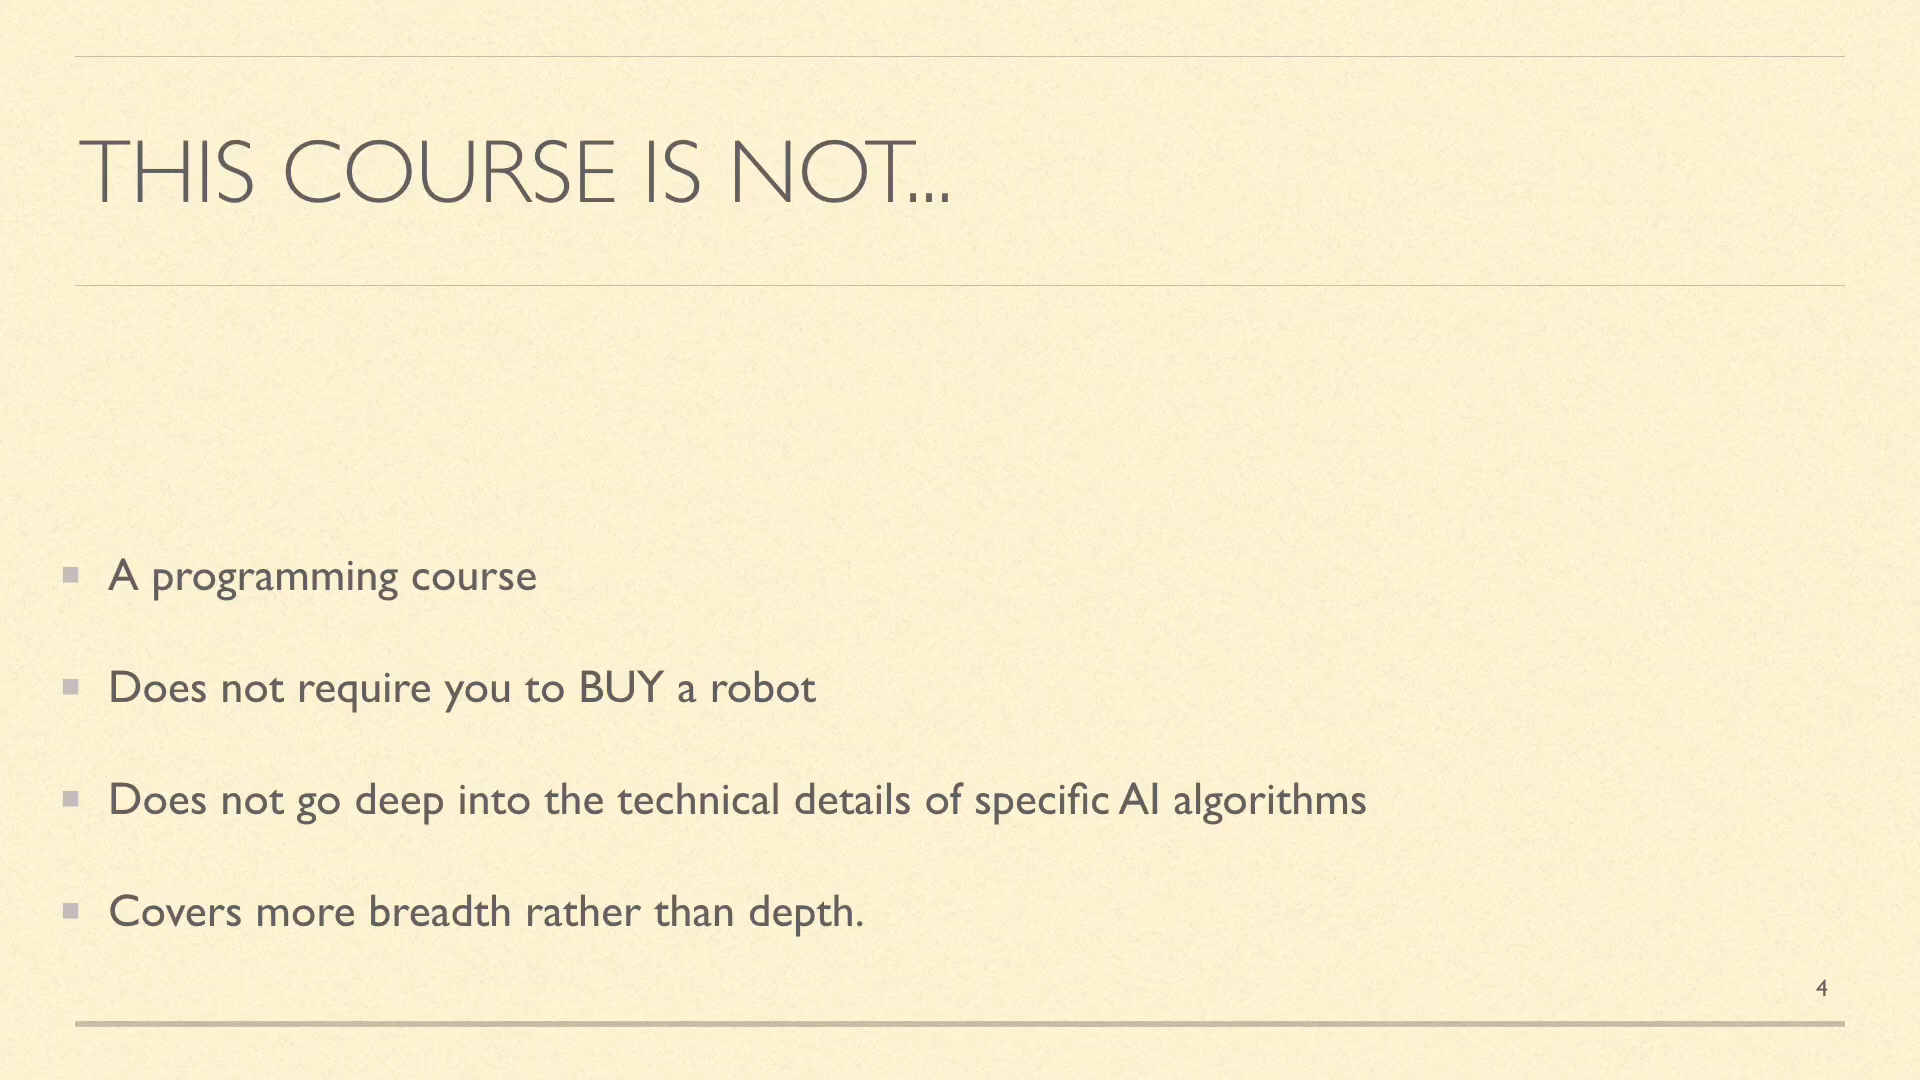 THIS COURSE IS NOT...
A programming course
Does not require you to BUY a robot
Does not go deep into the technical details of specific AI algorithms
Covers more breadth rather than depth.
4